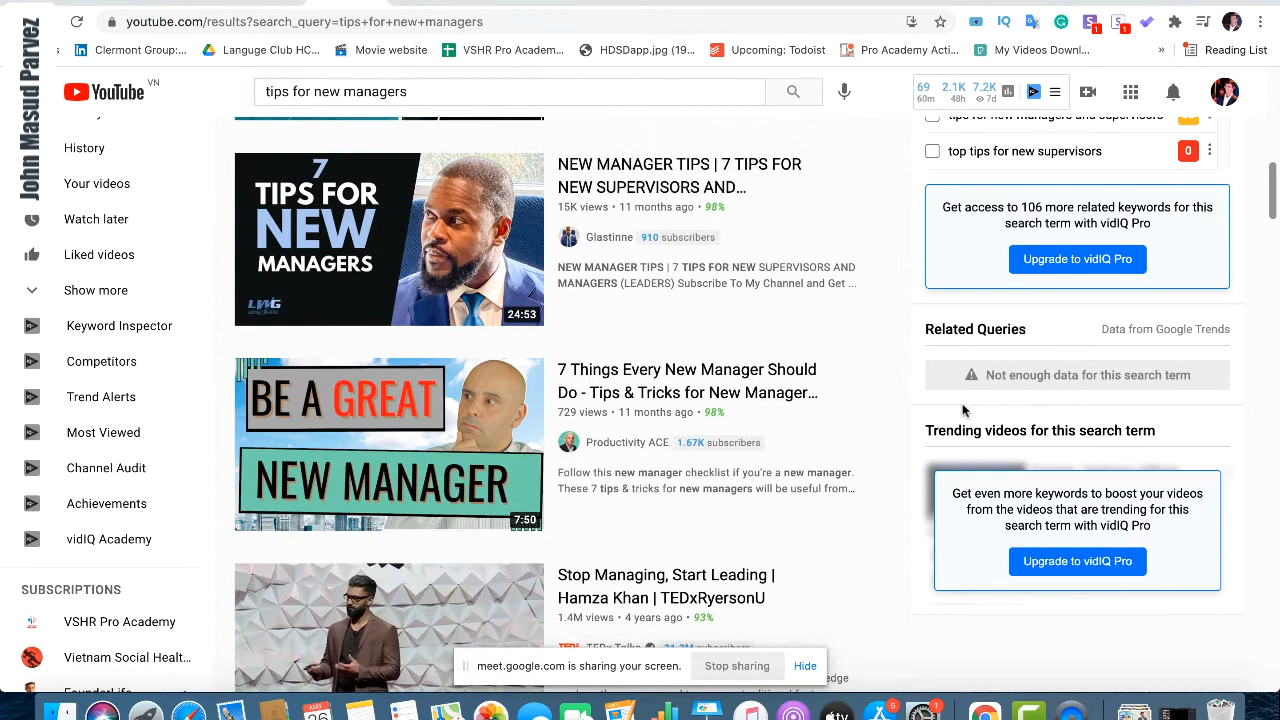 youtube.com/results?search_query=tips+for+new+managers
Clermont Group:...
Languge Club HC...
Movie website
VSHR Pro Academ...
HDSDapp.jpg (19...
Upcoming: Todoist
Pro Academy Acti...
My Videos Downl...
»
Reading List
John Masud Parvez
YouTube VN
tips for new managers
69 2.1K 7.2K
60m 48h 7d
History
Your videos
Watch later
Liked videos
Show more
Keyword Inspector
Competitors
Trend Alerts
Most Viewed
Channel Audit
Achievements
vidIQ Academy
SUBSCRIPTIONS
VSHR Pro Academy
Vietnam Social Healt...
7
TIPS FOR
NEW
MANAGERS
24:53
NEW MANAGER TIPS | 7 TIPS FOR
NEW SUPERVISORS AND...
15K views • 11 months ago • 98%
Glastinne 910 subscribers
NEW MANAGER TIPS | 7 TIPS FOR NEW SUPERVISORS AND
MANAGERS (LEADERS) Subscribe To My Channel and Get ...
BE A GREAT
NEW MANAGER
7:50
7 Things Every New Manager Should
Do - Tips & Tricks for New Manager...
729 views • 11 months ago • 98%
Productivity ACE 1.67K subscribers
Follow this new manager checklist if you're a new manager.
These 7 tips & tricks for new managers will be useful from...
Stop Managing, Start Leading |
Hamza Khan | TEDxRyersonU
1.4M views • 4 years ago • 93%
TEDx Talks
meet.google.com is sharing your screen.
Stop sharing
Hide
tips for new managers and supervisors
top tips for new supervisors 0
Get access to 106 more related keywords for this
search term with vidIQ Pro
Upgrade to vidIQ Pro
Related Queries Data from Google Trends
Not enough data for this search term
Trending videos for this search term
Get even more keywords to boost your videos
from the videos that are trending for this
search term with vidIQ Pro
Upgrade to vidIQ Pro